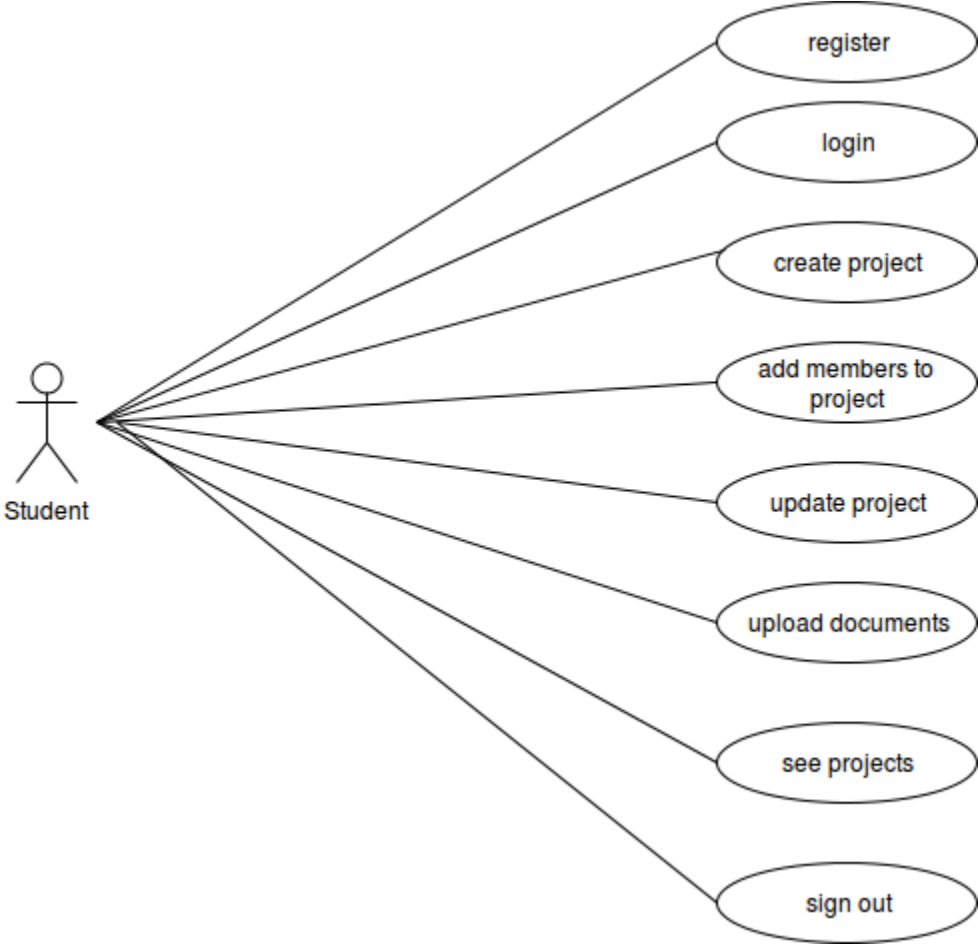 register
login
create project
add members to
project
update project
Student
upload documents
see projects
sign out